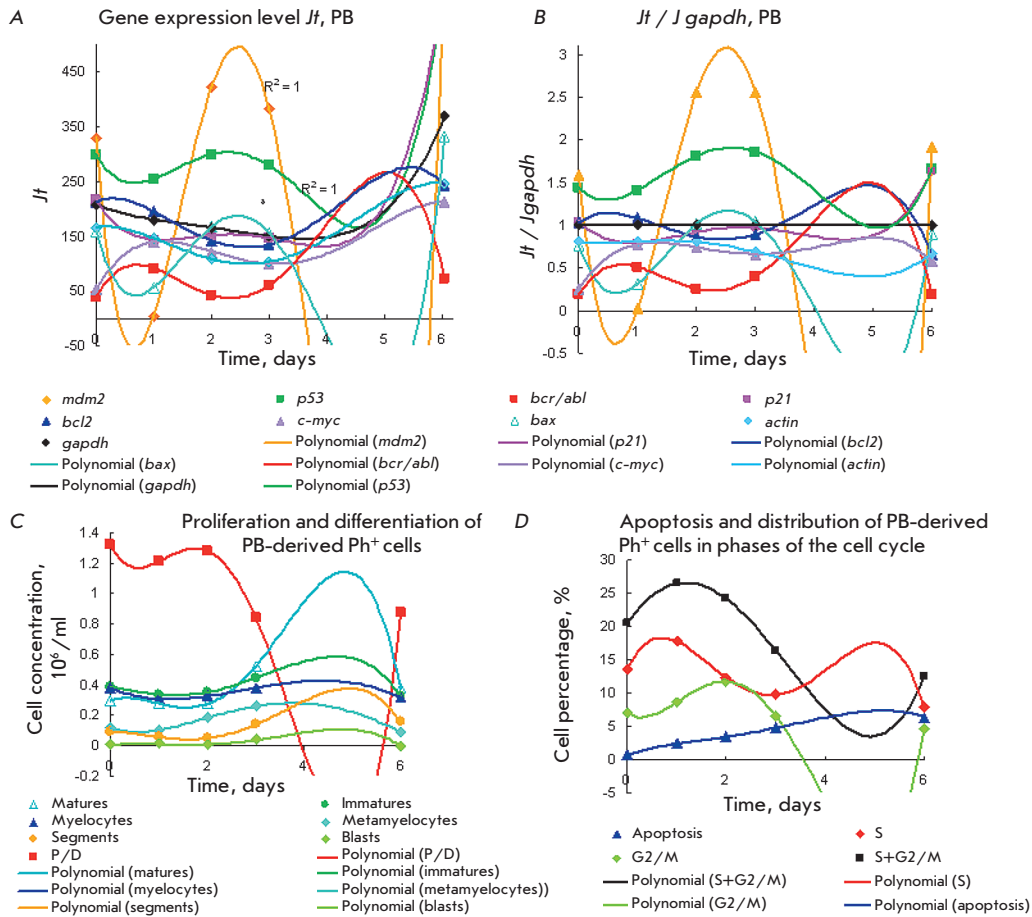 A Gene expression level Jt, PB
Jt
450
350
250
150
50
-50
R² = 1
R² = 1
0 1 2 3 4 5 6
Time, days
B Jt / J gapdh, PB
Jt / Jgapdh
3
2.5
2
1.5
1
0.5
0
-0.5
0 1 2 3 4 5 6
Time, days
mdm2 p53 bcr/abl p21
bcl2 c-myc bax actin
gapdh Polynomial (mdm2) Polynomial (p21) Polynomial (bcl2)
Polynomial (bax) Polynomial (bcr/abl) Polynomial (c-myc) Polynomial (actin)
Polynomial (gapdh) Polynomial (p53)
C Proliferation and differentiation of
PB-derived Ph⁺ cells
Cell concentration,
10⁶/ml
1.4
1.2
1
0.8
0.6
0.4
0.2
0
-0.2
0 2 4 6
Time, days
Matures Immatures
Myelocytes Metamyelocytes
Segments Blasts
P/D Polynomial (P/D)
Polynomial (matures) Polynomial (immatures)
Polynomial (myelocytes) Polynomial (metamyelocytes))
Polynomial (segments) Polynomial (blasts)
D Apoptosis and distribution of PB-derived
Ph⁺ cells in phases of the cell cycle
Cell percentage, %
30
25
20
15
10
5
0
-5
0 2 4 6
Time, days
Apoptosis S
G2/M S+G2/M
Polynomial (S+G2/M) Polynomial (S)
Polynomial (G2/M) Polynomial (apoptosis)